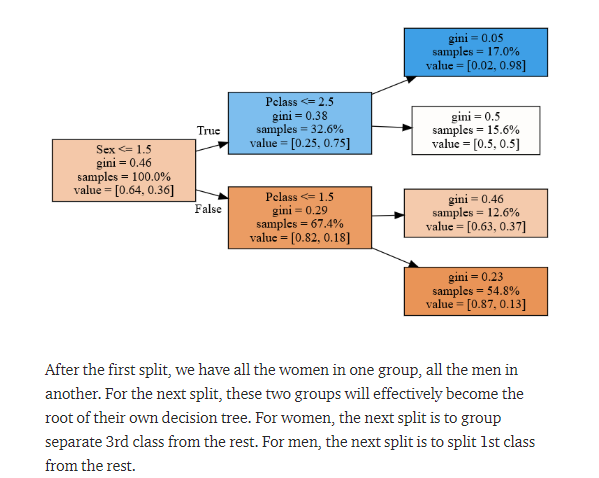 gini = 0.05
samples = 17.0%
value = [0.02, 0.98]
Pclass <= 2.5
gini = 0.38
samples = 32.6%
value = [0.25, 0.75]
gini = 0.5
samples = 15.6%
value = [0.5, 0.5]
True
Sex <= 1.5
gini = 0.46
samples = 100.0%
value = [0.64, 0.36]
False
Pclass <= 1.5
gini = 0.29
samples = 67.4%
value = [0.82, 0.18]
gini = 0.46
samples = 12.6%
value = [0.63, 0.37]
gini = 0.23
samples = 54.8%
value = [0.87, 0.13]
After the first split, we have all the women in one group, all the men in
another. For the next split, these two groups will effectively become the
root of their own decision tree. For women, the next split is to group
separate 3rd class from the rest. For men, the next split is to split 1st class
from the rest.